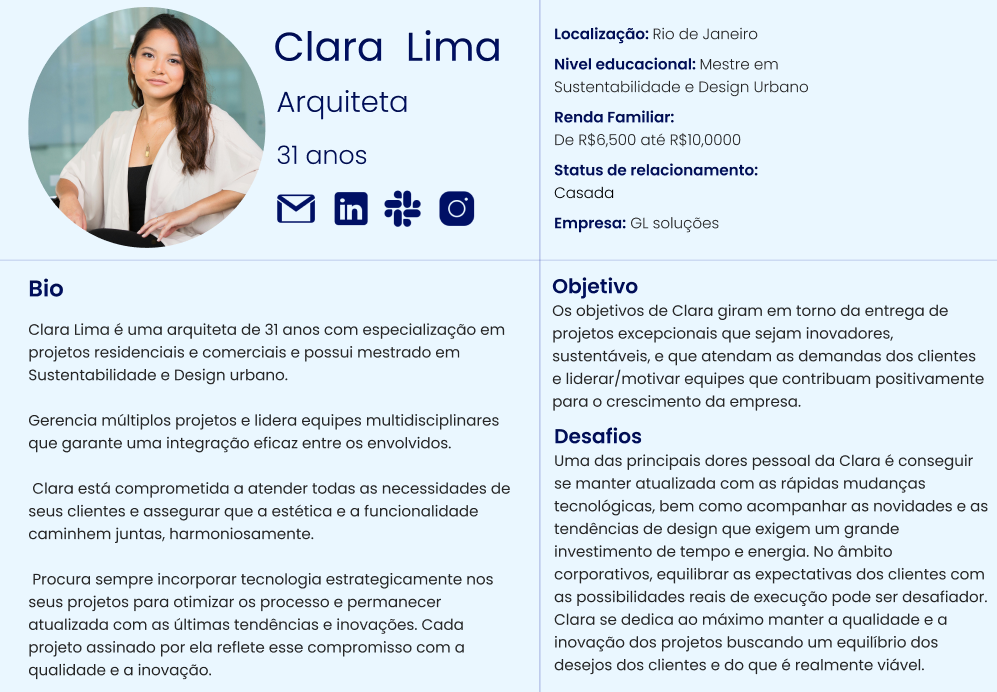 Clara Lima
Arquiteta
31 anos
in
Localização: Rio de Janeiro
Nivel educacional: Mestre em
Sustentabilidade e Design Urbano
Renda Familiar:
De R$6,500 até R$10,0000
Status de relacionamento:
Casada
Empresa: GL soluções
Bio
Clara Lima é uma arquiteta de 31 anos com especialização em
projetos residenciais e comerciais e possui mestrado em
Sustentabilidade e Design urbano.
Gerencia múltiplos projetos e lidera equipes multidisciplinares
que garante uma integração eficaz entre os envolvidos.
Clara está comprometida a atender todas as necessidades de
seus clientes e assegurar que a estética e a funcionalidade
caminhem juntas, harmoniosamente.
Procura sempre incorporar tecnologia estrategicamente nos
seus projetos para otimizar os processo e permanecer
atualizada com as últimas tendências e inovações. Cada
projeto assinado por ela reflete esse compromisso com a
qualidade e a inovação.
Objetivo
Os objetivos de Clara giram em torno da entrega de
projetos excepcionais que sejam inovadores,
sustentáveis, e que atendam as demandas dos clientes
e liderar/motivar equipes que contribuam positivamente
para o crescimento da empresa.
Desafios
Uma das principais dores pessoal da Clara é conseguir
se manter atualizada com as rápidas mudanças
tecnológicas, bem como acompanhar as novidades e as
tendências de design que exigem um grande
investimento de tempo e energia. No âmbito
corporativos, equilibrar as expectativas dos clientes com
as possibilidades reais de execução pode ser desafiador.
Clara se dedica ao máximo manter a qualidade e a
inovação dos projetos buscando um equilíbrio dos
desejos dos clientes e do que é realmente viável.